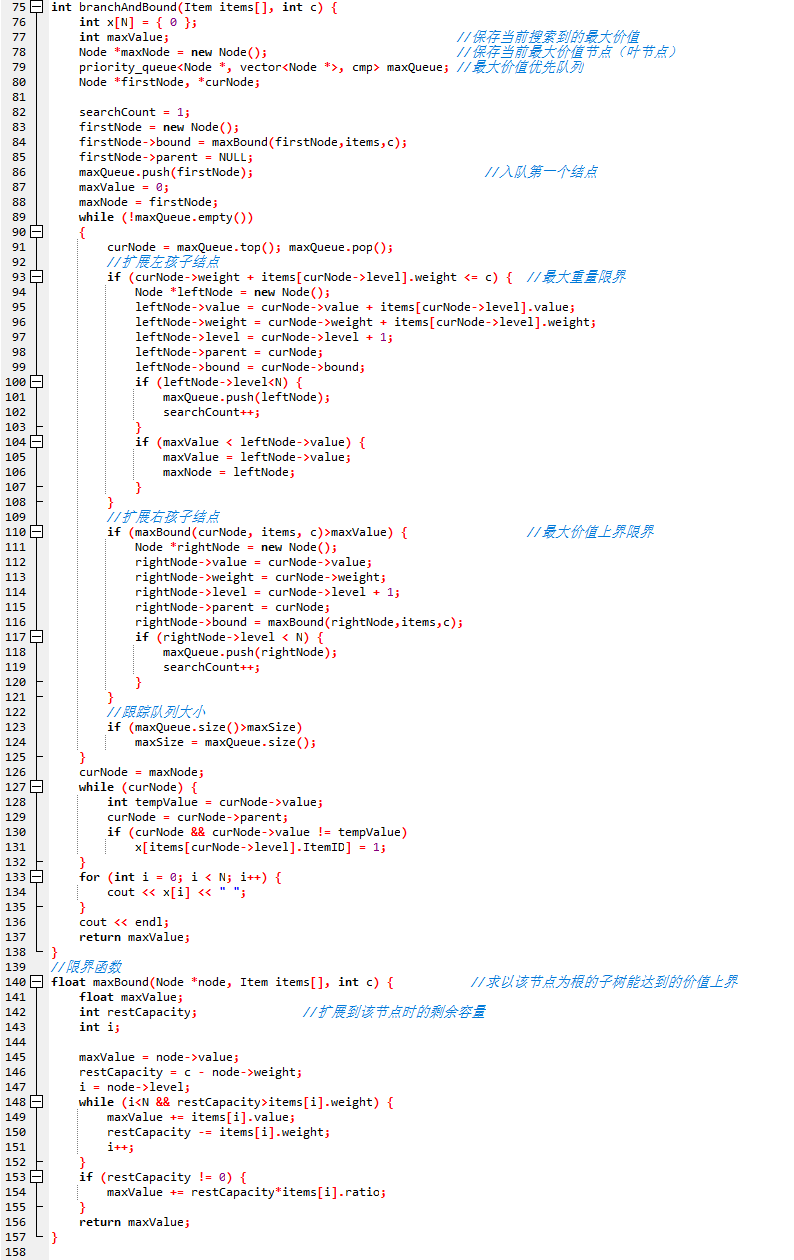 75 int branchAndBound(Item items[], int c) {
76 int x[N] = { 0 };
77 int maxValue; //保存当前搜索到的最大价值
78 Node *maxNode = new Node(); //保存当前最大价值节点（叶节点）
79 priority_queue<Node *, vector<Node *>, cmp> maxQueue; //最大价值优先队列
80 Node *firstNode, *curNode;
81
82 searchCount = 1;
83 firstNode = new Node();
84 firstNode->bound = maxBound(firstNode,items,c);
85 firstNode->parent = NULL;
86 maxQueue.push(firstNode); //入队第一个结点
87 maxValue = 0;
88 maxNode = firstNode;
89 while (!maxQueue.empty())
90 {
91 curNode = maxQueue.top(); maxQueue.pop();
92 //扩展左孩子结点
93 if (curNode->weight + items[curNode->level].weight <= c) { //最大重量限界
94 Node *leftNode = new Node();
95 leftNode->value = curNode->value + items[curNode->level].value;
96 leftNode->weight = curNode->weight + items[curNode->level].weight;
97 leftNode->level = curNode->level + 1;
98 leftNode->parent = curNode;
99 leftNode->bound = curNode->bound;
100 if (leftNode->level<N) {
101 maxQueue.push(leftNode);
102 searchCount++;
103 }
104 if (maxValue < leftNode->value) {
105 maxValue = leftNode->value;
106 maxNode = leftNode;
107 }
108 }
109 //扩展右孩子结点
110 if (maxBound(curNode, items, c)>maxValue) { //最大价值上界限界
111 Node *rightNode = new Node();
112 rightNode->value = curNode->value;
113 rightNode->weight = curNode->weight;
114 rightNode->level = curNode->level + 1;
115 rightNode->parent = curNode;
116 rightNode->bound = maxBound(rightNode,items,c);
117 if (rightNode->level < N) {
118 maxQueue.push(rightNode);
119 searchCount++;
120 }
121 }
122 //跟踪队列大小
123 if (maxQueue.size()>maxSize)
124 maxSize = maxQueue.size();
125 }
126 curNode = maxNode;
127 while (curNode) {
128 int tempValue = curNode->value;
129 curNode = curNode->parent;
130 if (curNode && curNode->value != tempValue)
131 x[items[curNode->level].ItemID] = 1;
132 }
133 for (int i = 0; i < N; i++) {
134 cout << x[i] << " ";
135 }
136 cout << endl;
137 return maxValue;
138 }
139 //限界函数
140 float maxBound(Node *node, Item items[], int c) { //求以该节点为根的子树能达到的价值上界
141 float maxValue;
142 int restCapacity; //扩展到该节点时的剩余容量
143 int i;
144
145 maxValue = node->value;
146 restCapacity = c - node->weight;
147 i = node->level;
148 while (i<N && restCapacity>items[i].weight) {
149 maxValue += items[i].value;
150 restCapacity -= items[i].weight;
151 i++;
152 }
153 if (restCapacity != 0) {
154 maxValue += restCapacity*items[i].ratio;
155 }
156 return maxValue;
157 }
158